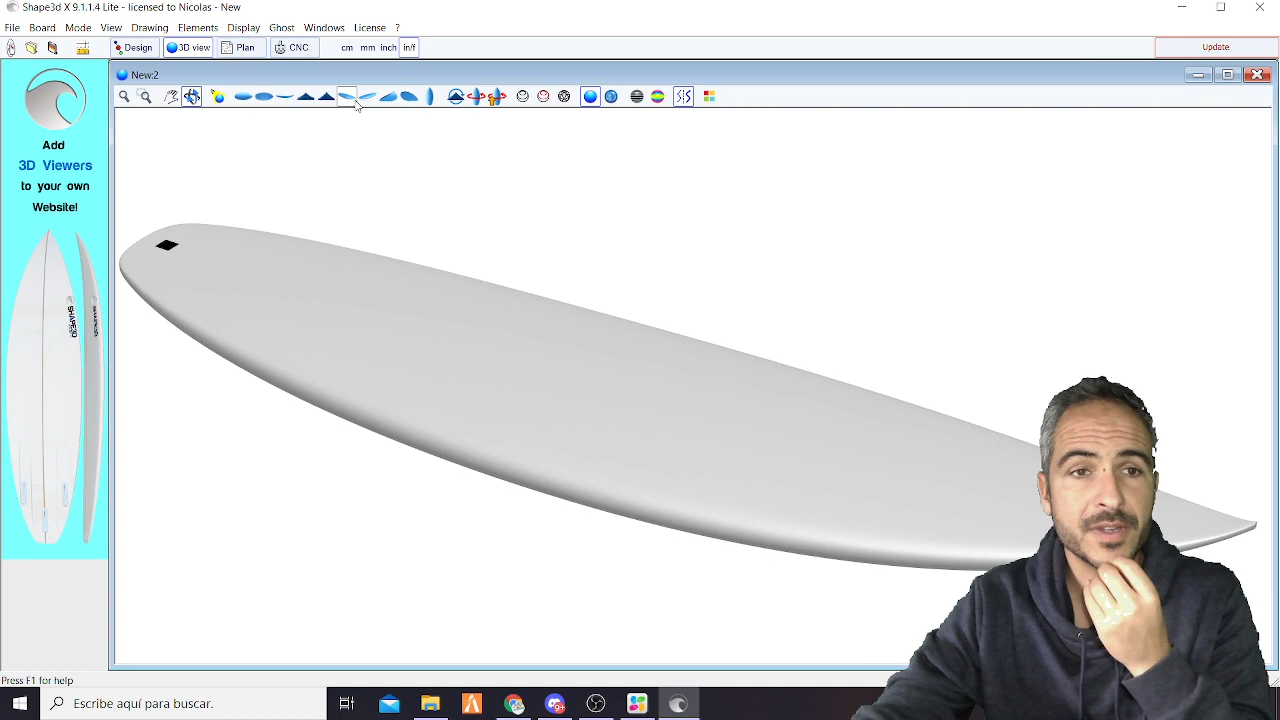 Shape3d X 9.1.1.4 Lite - licensed to Nicolas - New
File Board Mode View Drawing Elements Display Ghost Windows License ?
Design 3D view Plan CNC cm mm inch in/f Update
New:2
Add
3D Viewers
to your own
Website!
SHAPE3D
Press F1 for help
Escribe aquí para buscar.